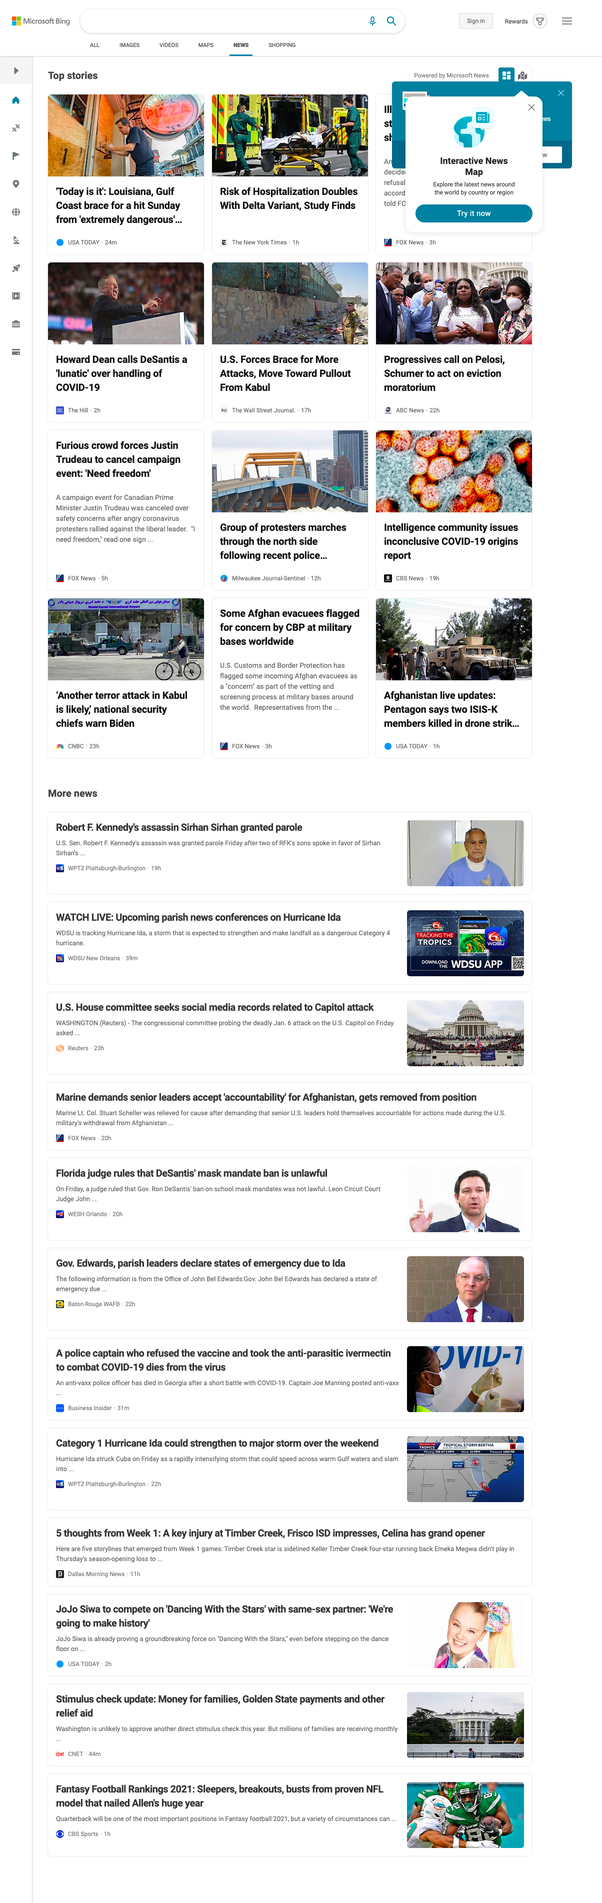 Microsoft Bing
Sign in
Rewards
ALL IMAGES VIDEOS MAPS NEWS SHOPPING
Top stories
Powered by Microsoft News
Interactive News
Map
Explore the latest news around
the world by country or region
Try it now
'Today is it': Louisiana, Gulf
Coast brace for a hit Sunday
from 'extremely dangerous'...
USA TODAY · 24m
Risk of Hospitalization Doubles
With Delta Variant, Study Finds
The New York Times · 1h
told FO
FOX News · 3h
Howard Dean calls DeSantis a
'lunatic' over handling of
COVID-19
The Hill · 2h
U.S. Forces Brace for More
Attacks, Move Toward Pullout
From Kabul
The Wall Street Journal. · 17h
Progressives call on Pelosi,
Schumer to act on eviction
moratorium
ABC News · 22h
Furious crowd forces Justin
Trudeau to cancel campaign
event: 'Need freedom'
A campaign event for Canadian Prime
Minister Justin Trudeau was canceled over
safety concerns after angry coronavirus
protesters rallied against the liberal leader. "I
need freedom," read one sign ...
FOX News · 5h
Group of protesters marches
through the north side
following recent police...
Milwaukee Journal-Sentinel · 12h
Intelligence community issues
inconclusive COVID-19 origins
report
CBS News · 19h
'Another terror attack in Kabul
is likely,' national security
chiefs warn Biden
CNBC · 23h
Some Afghan evacuees flagged
for concern by CBP at military
bases worldwide
U.S. Customs and Border Protection has
flagged some incoming Afghan evacuees as
a "concern" as part of the vetting and
screening process at military bases around
the world. Representatives from the ...
FOX News · 3h
Afghanistan live updates:
Pentagon says two ISIS-K
members killed in drone strik...
USA TODAY · 1h
More news
Robert F. Kennedy's assassin Sirhan Sirhan granted parole
U.S. Sen. Robert F. Kennedy's assassin was granted parole Friday after two of RFK's sons spoke in favor of Sirhan
Sirhan's ...
WPTZ Plattsburgh-Burlington · 19h
WATCH LIVE: Upcoming parish news conferences on Hurricane Ida
WDSU is tracking Hurricane Ida, a storm that is expected to strengthen and make landfall as a dangerous Category 4
hurricane.
WDSU New Orleans · 39m
TRACKING THE
TROPICS
DOWNLOAD THE WDSU APP
U.S. House committee seeks social media records related to Capitol attack
WASHINGTON (Reuters) - The congressional committee probing the deadly Jan. 6 attack on the U.S. Capitol on Friday
asked ...
Reuters · 23h
Marine demands senior leaders accept 'accountability' for Afghanistan, gets removed from position
Marine Lt. Col. Stuart Scheller was relieved for cause after demanding that senior U.S. leaders hold themselves accountable for actions made during the U.S.
military's withdrawal from Afghanistan ...
FOX News · 20h
Florida judge rules that DeSantis' mask mandate ban is unlawful
On Friday, a judge ruled that Gov. Ron DeSantis' ban on school mask mandates was not lawful. Leon Circuit Court
Judge John ...
WESH Orlando · 20h
Gov. Edwards, parish leaders declare states of emergency due to Ida
The following information is from the Office of John Bel Edwards:Gov. John Bel Edwards has declared a state of
emergency due ...
Baton Rouge WAFB · 22h
A police captain who refused the vaccine and took the anti-parasitic ivermectin
to combat COVID-19 dies from the virus
An anti-vaxx police officer has died in Georgia after a short battle with COVID-19. Captain Joe Manning posted anti-vaxx
...
Business Insider · 31m
Category 1 Hurricane Ida could strengthen to major storm over the weekend
Hurricane Ida struck Cuba on Friday as a rapidly intensifying storm that could speed across warm Gulf waters and slam
into ...
WPTZ Plattsburgh-Burlington · 22h
TROPICAL STORM BERTHA
5 thoughts from Week 1: A key injury at Timber Creek, Frisco ISD impresses, Celina has grand opener
Here are five storylines that emerged from Week 1 games: Timber Creek star is sidelined Keller Timber Creek four-star running back Emeka Megwa didn't play in
Thursday's season-opening loss to ...
Dallas Morning News · 11h
JoJo Siwa to compete on 'Dancing With the Stars' with same-sex partner: 'We're
going to make history'
JoJo Siwa is already proving a groundbreaking force on "Dancing With the Stars," even before stepping on the dance
floor on ...
USA TODAY · 2h
Stimulus check update: Money for families, Golden State payments and other
relief aid
Washington is unlikely to approve another direct stimulus check this year. But millions of families are receiving monthly
...
CNET · 44m
Fantasy Football Rankings 2021: Sleepers, breakouts, busts from proven NFL
model that nailed Allen's huge year
Quarterback will be one of the most important positions in Fantasy football 2021, but a variety of circumstances can ...
CBS Sports · 1h